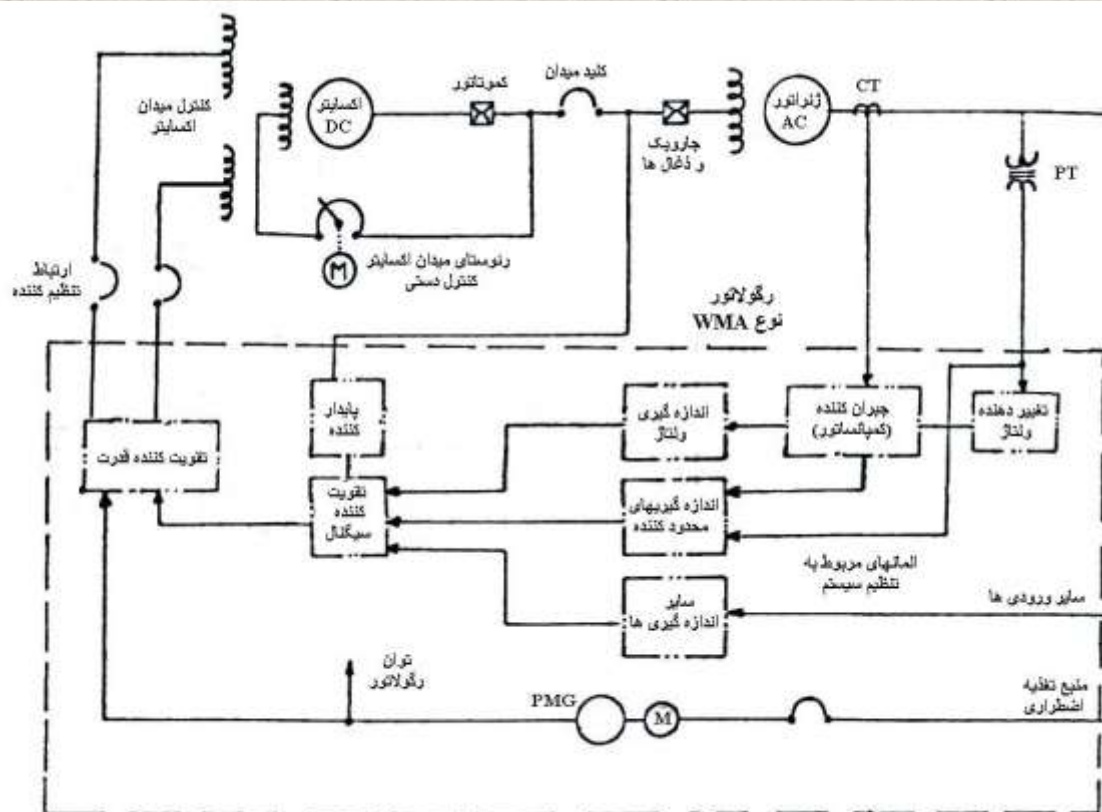 کنترل میدان
اکسایتر
اکسایتر
DC
کموتاتور
کلید میدان
جاروبک
و ذغال ها
ژنراتور
AC
CT
PT
ارتباط
تنظیم کننده
M
رئوستای میدان اکسایتر
کنترل دستی
رگولاتور
نوع WMA
تقویت کننده قدرت
پایدار
کننده
تقویت
کننده
سیگنال
اندازه گیری
ولتاژ
جبران کننده
(کمپانساتور)
تغییر دهنده
ولتاژ
اندازه گیریهای
محدود کننده
المانهای مربوط به
تنظیم سیستم
سایر
اندازه گیری ها
سایر ورودی ها
توان
رگولاتور
PMG
M
منبع تغذیه
اضطراری